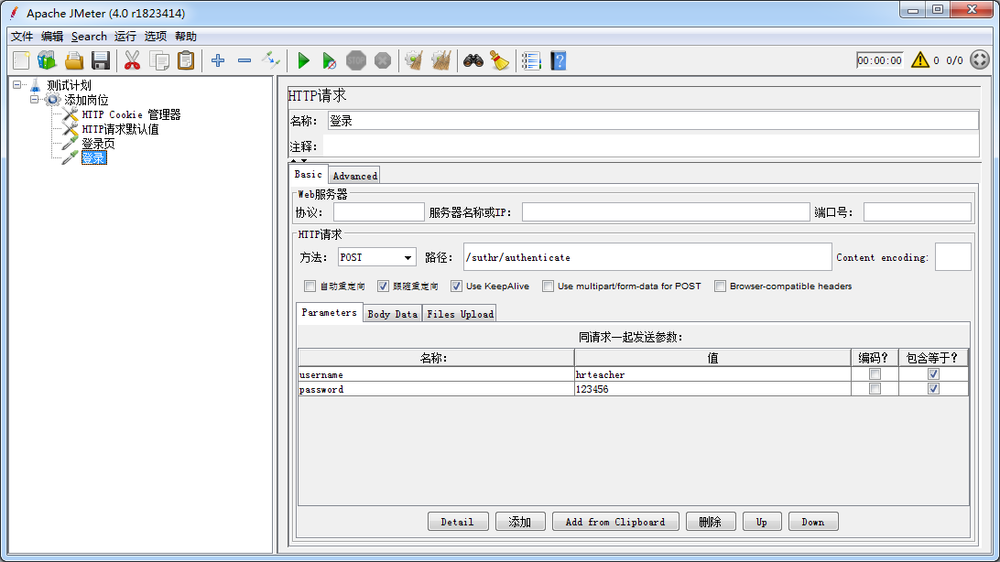 Apache JMeter (4.0 r1823414)
文件 编辑 Search 运行 选项 帮助
STOP
00:00:00 0 0/0
测试计划
添加岗位
HTTP Cookie 管理器
HTTP请求默认值
登录页
登录
HTTP请求
名称: 登录
注释:
Basic Advanced
Web服务器
协议: 服务器名称或IP: 端口号:
HTTP请求
方法: POST 路径: /suthr/authenticate Content encoding:
自动重定向 跟随重定向 Use KeepAlive Use multipart/form-data for POST Browser-compatible headers
Parameters Body Data Files Upload
同请求一起发送参数:
名称: 值 编码? 包含等于?
username hrteacher
password 123456
Detail 添加 Add from Clipboard 删除 Up Down